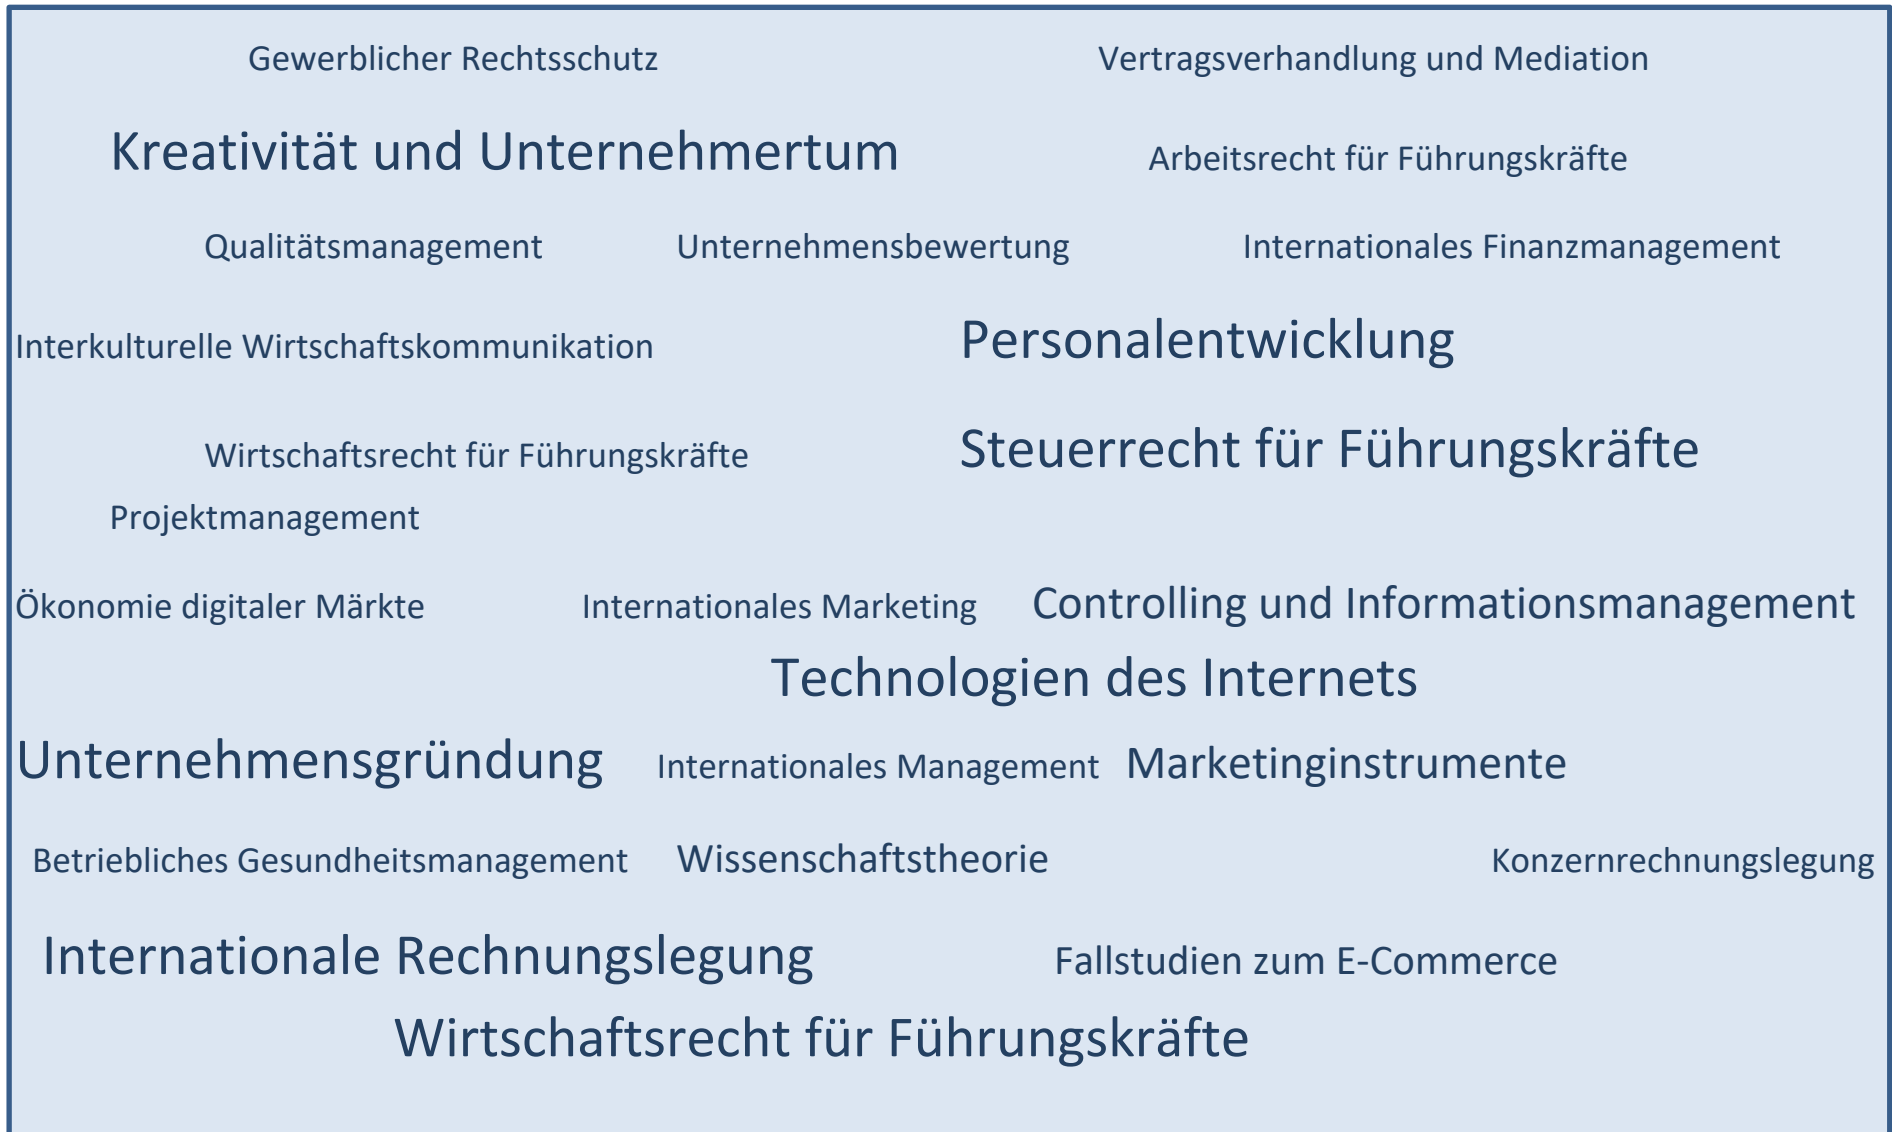 Gewerblicher Rechtsschutz Vertragsverhandlung und Mediation
Kreativität und Unternehmertum Arbeitsrecht für Führungskräfte
Qualitätsmanagement Unternehmensbewertung Internationales Finanzmanagement
Interkulturelle Wirtschaftskommunikation Personalentwicklung
Wirtschaftsrecht für Führungskräfte Steuerrecht für Führungskräfte
Projektmanagement
Ökonomie digitaler Märkte Internationales Marketing Controlling und Informationsmanagement
Technologien des Internets
Unternehmensgründung Internationales Management Marketinginstrumente
Betriebliches Gesundheitsmanagement Wissenschaftstheorie Konzernrechnungslegung
Internationale Rechnungslegung Fallstudien zum E-Commerce
Wirtschaftsrecht für Führungskräfte